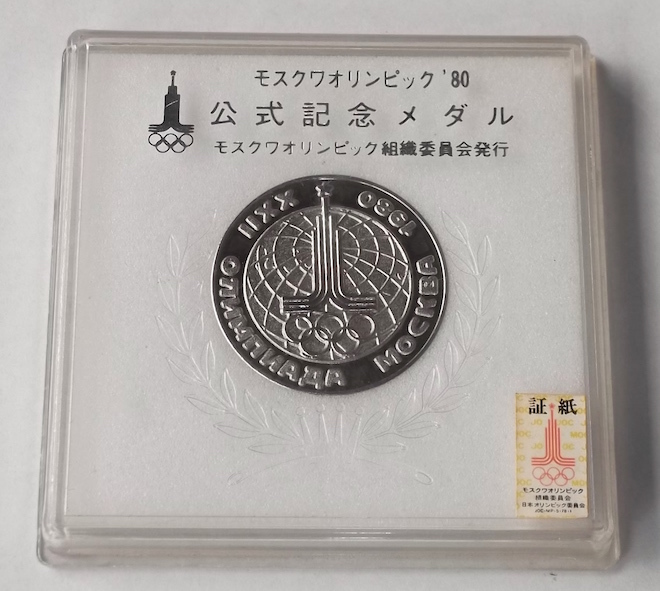 モスクワオリンピック'80
公式記念メダル
モスクワオリンピック組織委員会発行
XXII
1980
ОЛИМПИАДА МОСКВА
証紙
モスクワオリンピック
組織委員会
日本オリンピック委員会